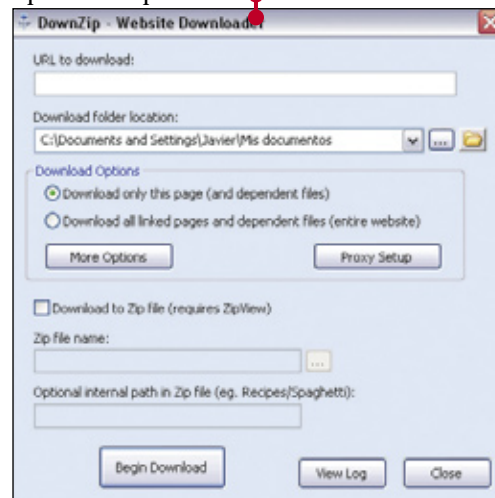 DownZip - Website Downloader
URL to download:
Download folder location:
C:\Documents and Settings\Javier\Mis documentos
...
Download Options
Download only this page (and dependent files)
Download all linked pages and dependent files (entire website)
More Options
Proxy Setup
Download to Zip file (requires ZipView)
Zip file name:
...
Optional internal path in Zip file (eg. Recipes/Spaghetti):
Begin Download
View Log
Close